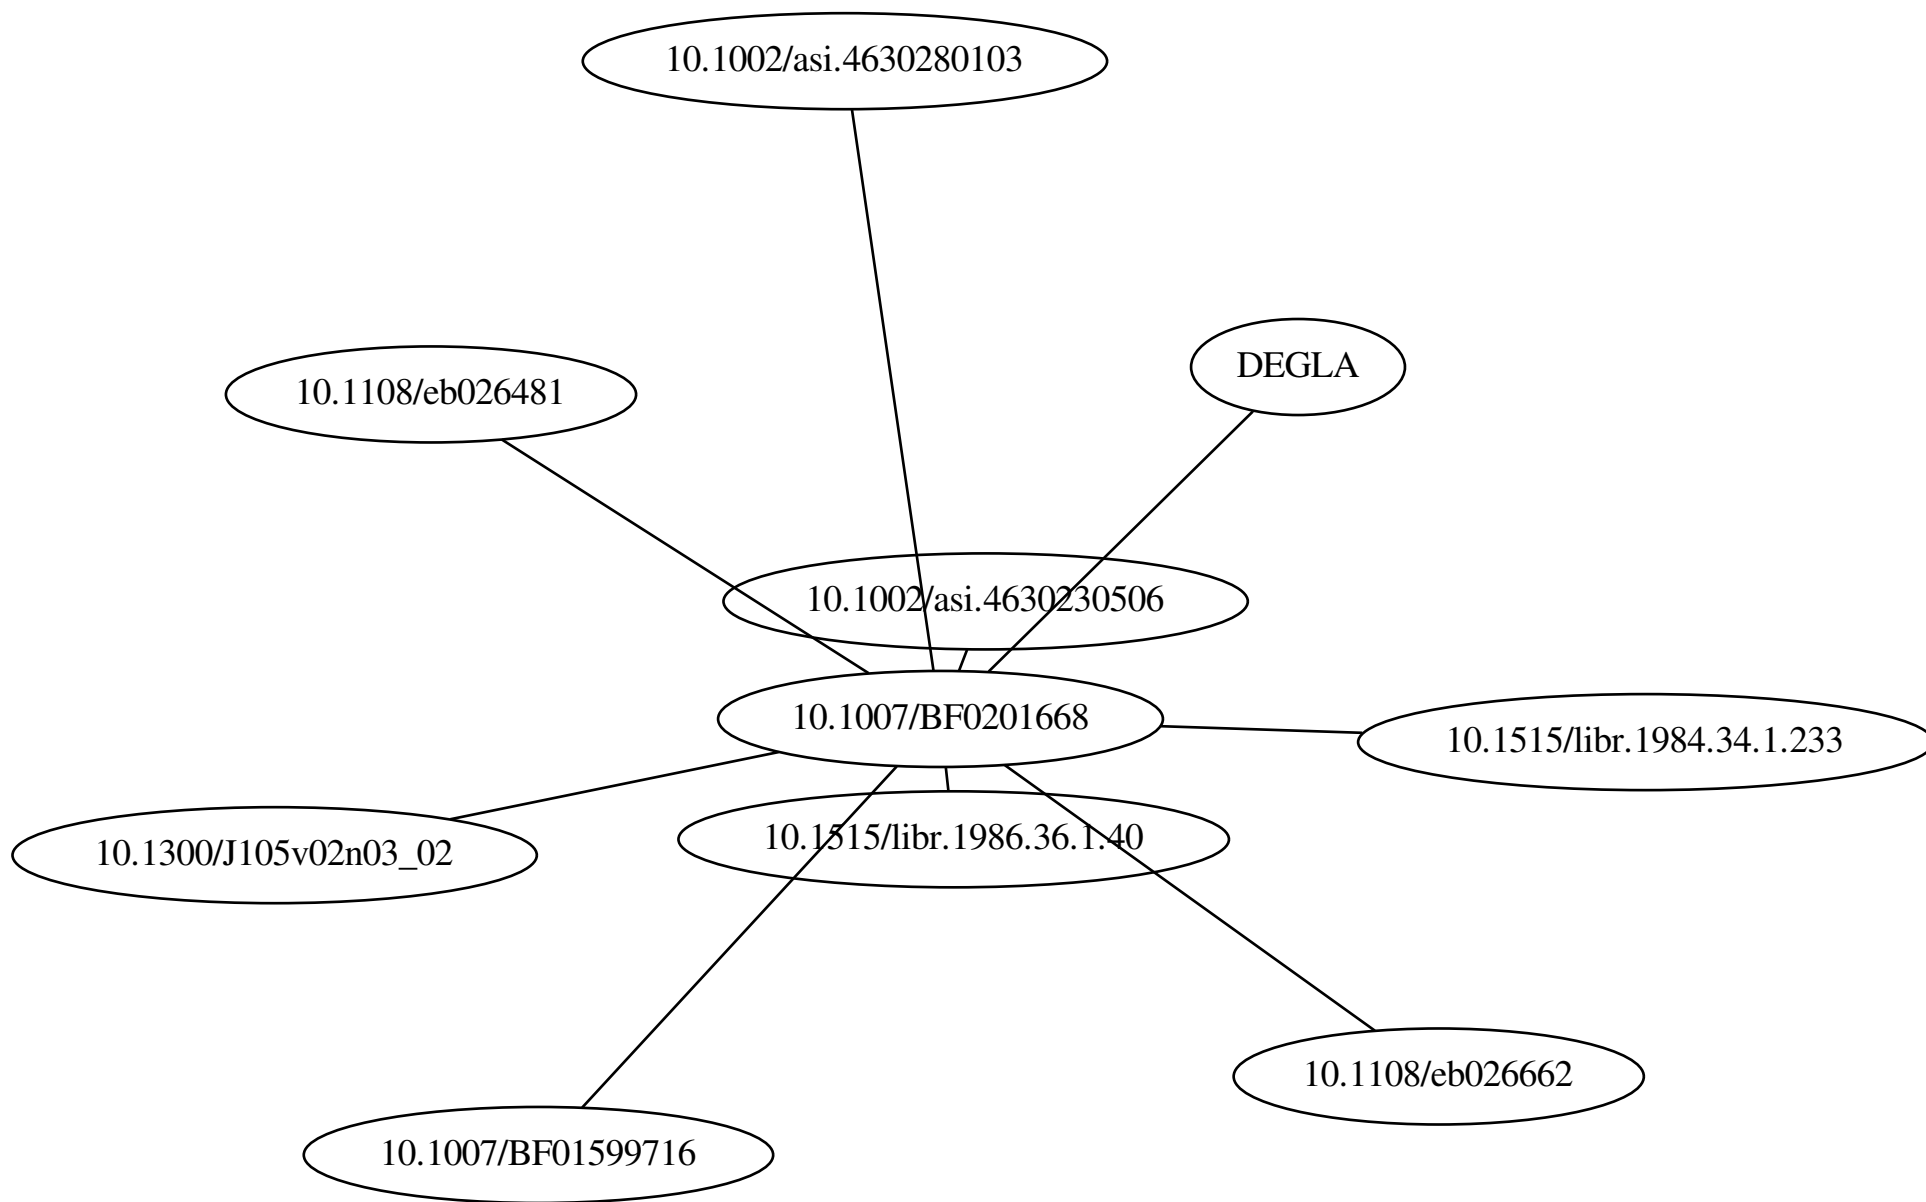 10.1002/asi.4630280103
DEGLA
10.1108/eb026481
10.1002/asi.4630230506
10.1007/BF0201668
10.1515/libr.1984.34.1.233
10.1515/libr.1986.36.1.40
10.1300/J105v02n03_02
10.1108/eb026662
10.1007/BF01599716